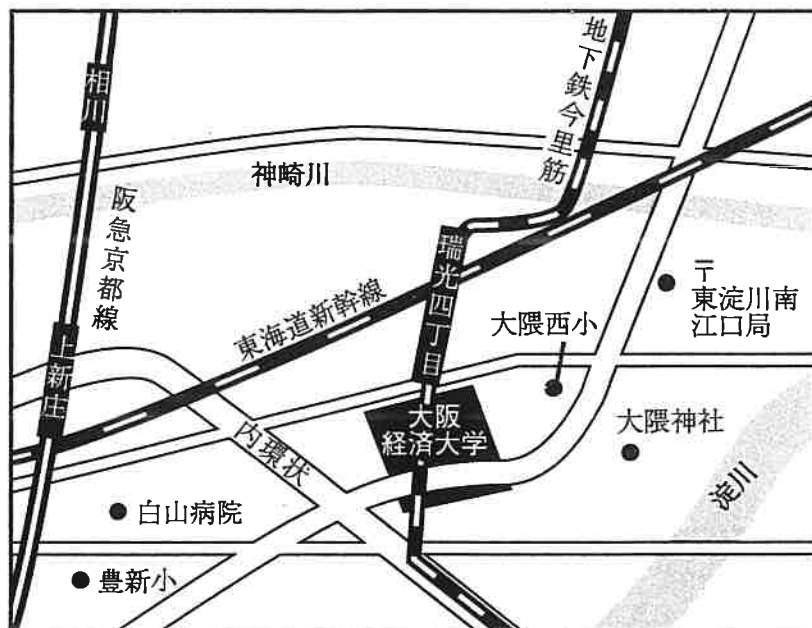 地下鉄今里筋
相川
神崎川
阪急京都線
瑞光四丁目
〒
東淀川南
江口局
東海道新幹線
大隈西小
上新庄
大阪
経済大学
大隈神社
内環状
淀川
白山病院
豊新小